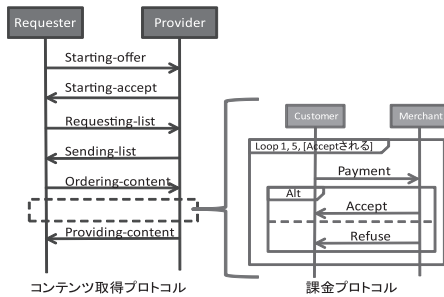 Requester
Provider
Starting-offer
Starting-accept
Requesting-list
Sending-list
Ordering-content
Providing-content
コンテンツ取得プロトコル
Customer
Merchant
Loop 1, 5, [Acceptされる]
Payment
Alt
Accept
Refuse
課金プロトコル